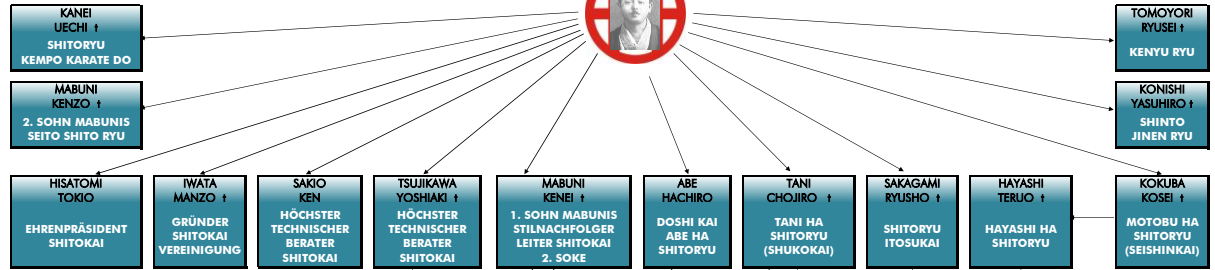 KANEI
UECHI †
SHITORYU
KEMPO KARATE DO
TOMOYORI
RYUSEI †
KENYU RYU
MABUNI
KENZO †
2. SOHN MABUNIS
SEITO SHITO RYU
KONISHI
YASUHIRO †
SHINTO
JINEN RYU
HISATOMI
TOKIO
EHRENPRÄSIDENT
SHITOKAI
IWATA
MANZO †
GRÜNDER
SHITOKAI
VEREINIGUNG
SAKIO
KEN
HÖCHSTER
TECHNISCHER
BERATER
SHITOKAI
TSUJIKAWA
YOSHIAKI †
HÖCHSTER
TECHNISCHER
BERATER
SHITOKAI
MABUNI
KENEI †
1. SOHN MABUNIS
STILNACHFOLGER
LEITER SHITOKAI
2. SOKE
ABE
HACHIRO
DOSHI KAI
ABE HA
SHITORYU
TANI
CHOJIRO †
TANI HA
SHITORYU
(SHUKOKAI)
SAKAGAMI
RYUSHO †
SHITORYU
ITOSUKAI
HAYASHI
TERUO †
HAYASHI HA
SHITORYU
KOKUBA
KOSEI †
MOTOBU HA
SHITORYU
(SEISHINKAI)